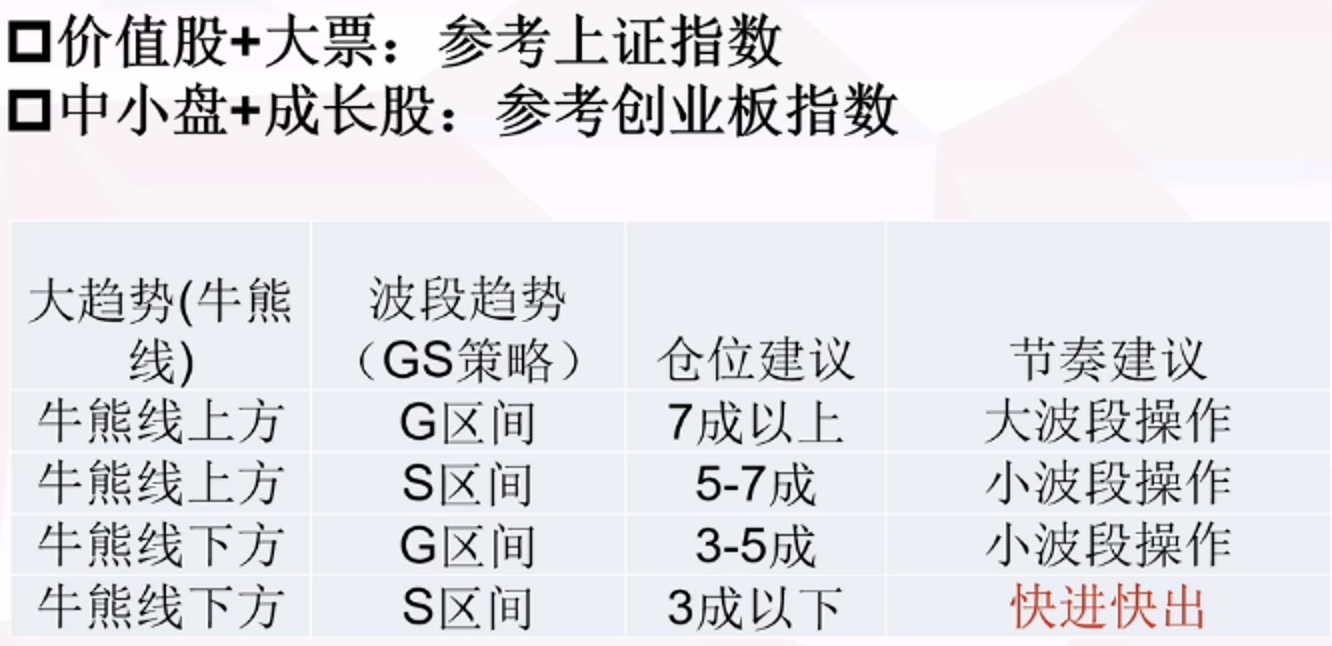 价值股+大票：参考上证指数
中小盘+成长股：参考创业板指数
大趋势(牛熊线) 波段趋势（GS策略） 仓位建议 节奏建议
牛熊线上方 G区间 7成以上 大波段操作
牛熊线上方 S区间 5-7成 小波段操作
牛熊线下方 G区间 3-5成 小波段操作
牛熊线下方 S区间 3成以下 快进快出